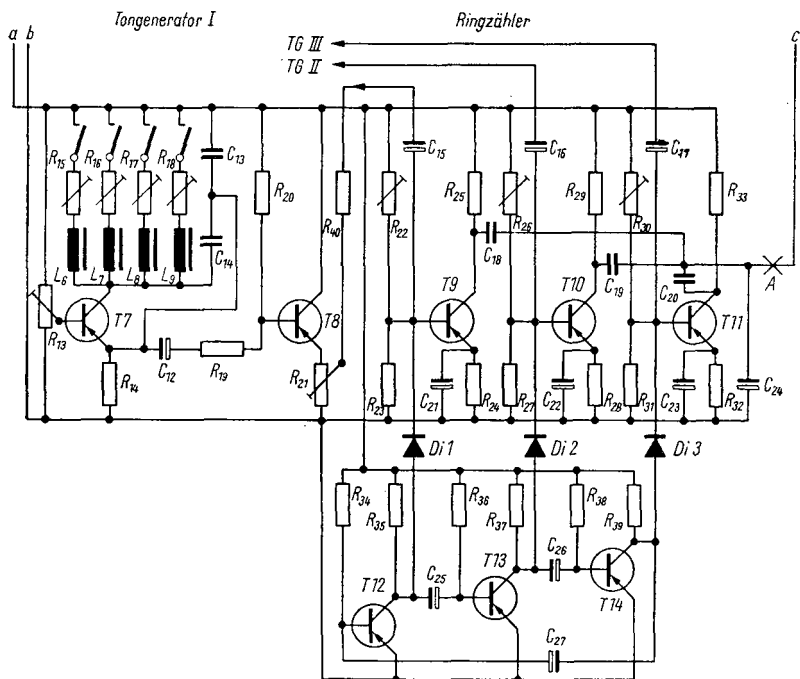 Tongenerator I Ringzähler
a b c
TG III
TG II
R15 R16 R17 R18 C13
R20 R40 R22 C15 R25 R26 C16 R29 R30 C17 R33
C14
L6 L7 L8 L9
C18 C19 C20 A
T7 T8 T9 T10 T11
R13 R14 C12 R19 R21 R23 C21 R24 R27 C22 R28 R31 C23 R32 C24
Di 1 Di 2 Di 3
R34 R35 R36 R37 R38 R39
T12 C25 T13 C26 T14
C27